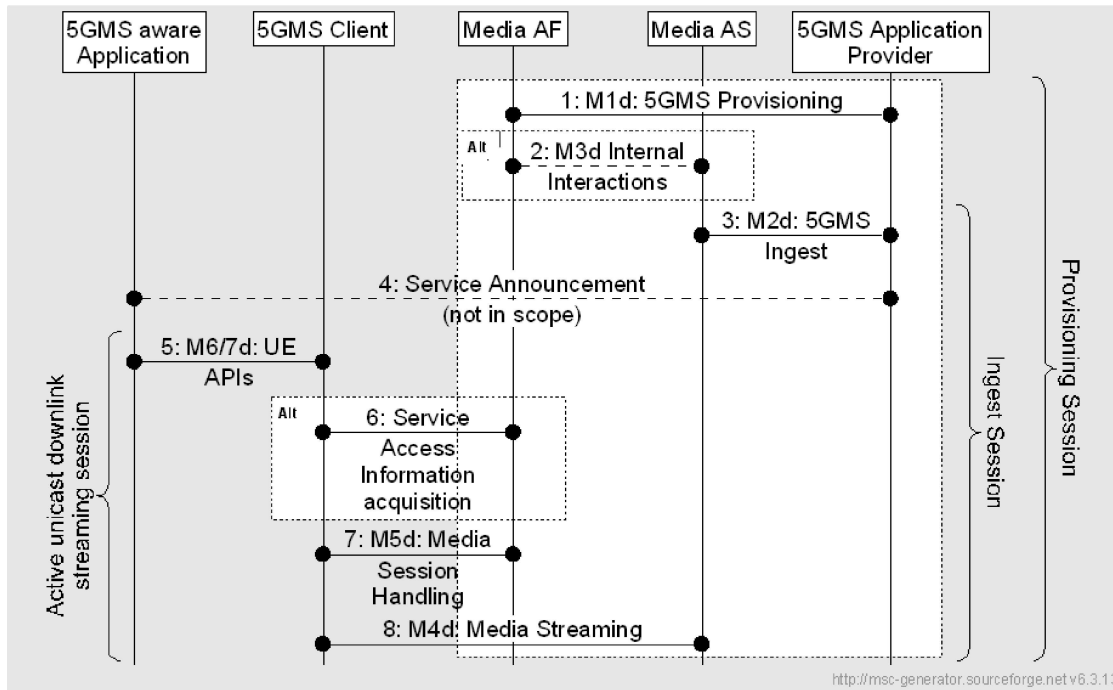 5GMS aware
Application
5GMS Client
Media AF
Media AS
5GMS Application
Provider
1: M1d: 5GMS Provisioning
Alt
2: M3d Internal
Interactions
3: M2d: 5GMS
Ingest
4: Service Announcement
(not in scope)
5: M6/7d: UE
APIs
Alt
6: Service
Access
Information
acquisition
7: M5d: Media
Session
Handling
8: M4d: Media Streaming
Active unicast downlink
streaming session
Ingest Session
Provisioning Session